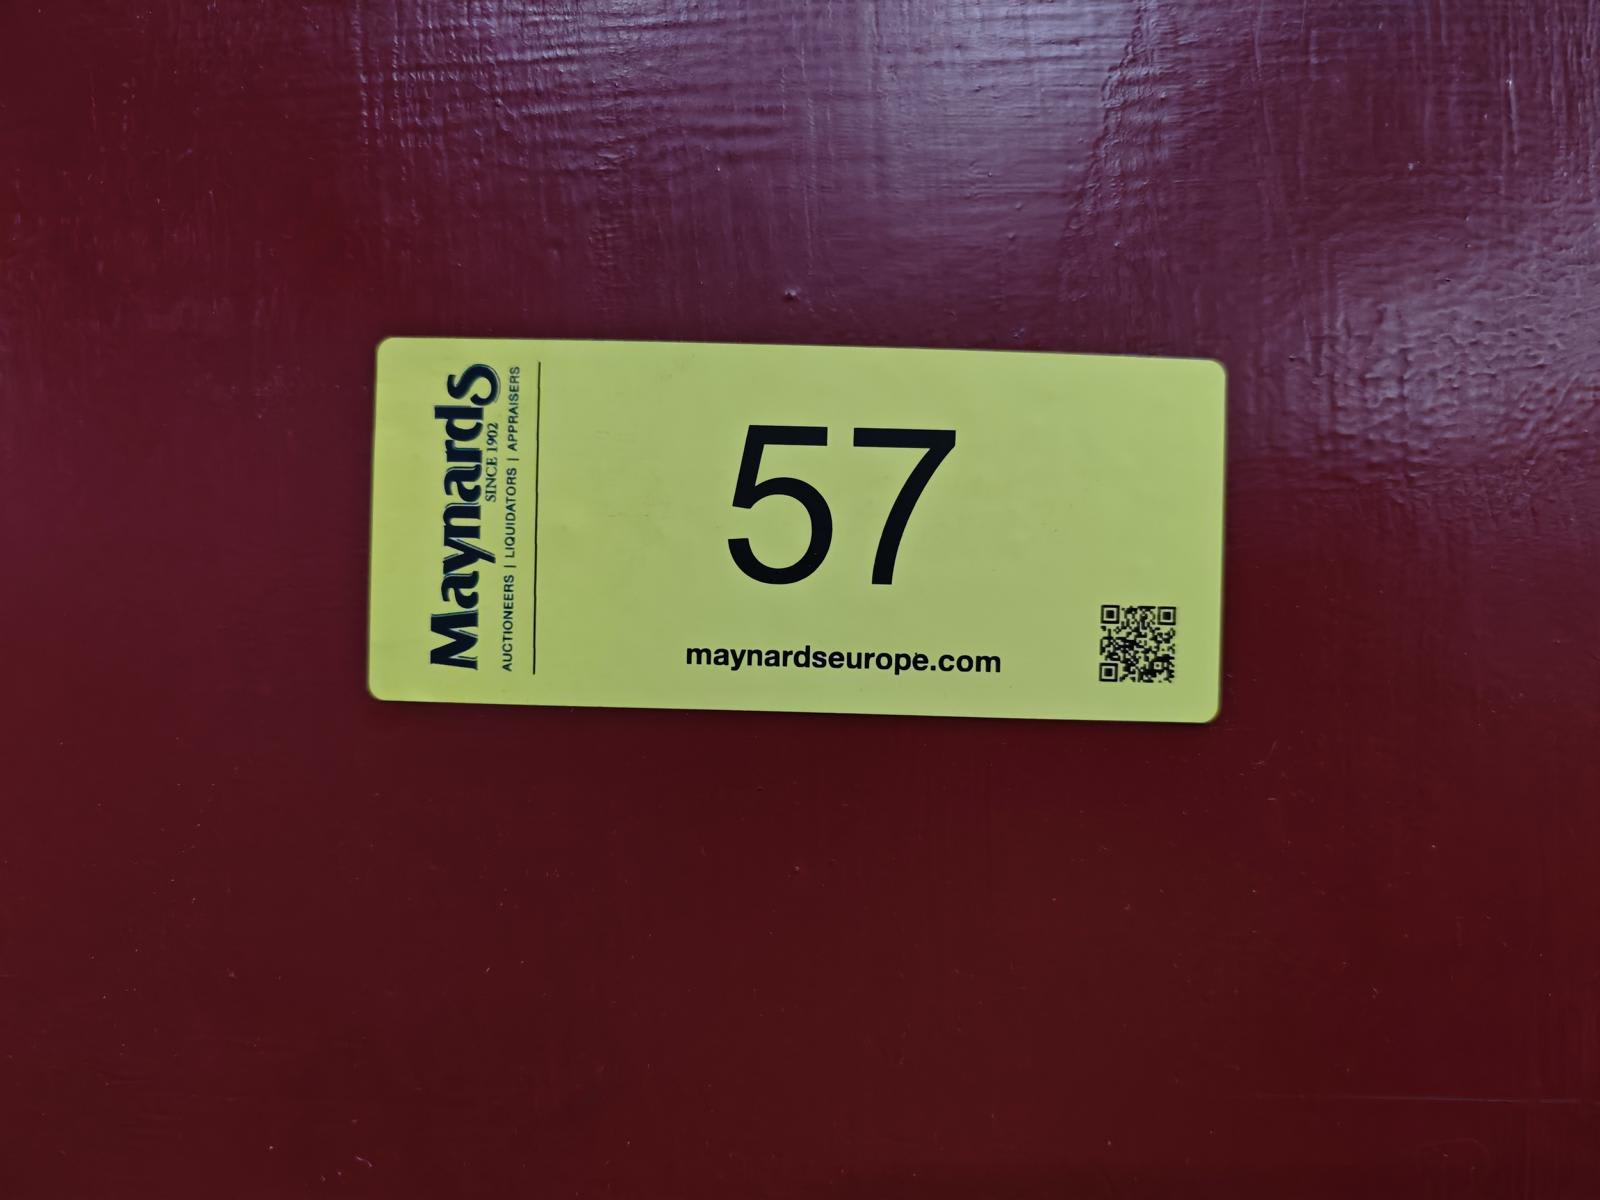 Maynards
SINCE 1902
AUCTIONEERS | LIQUIDATORS | APPRAISERS
57
maynardseurope.com